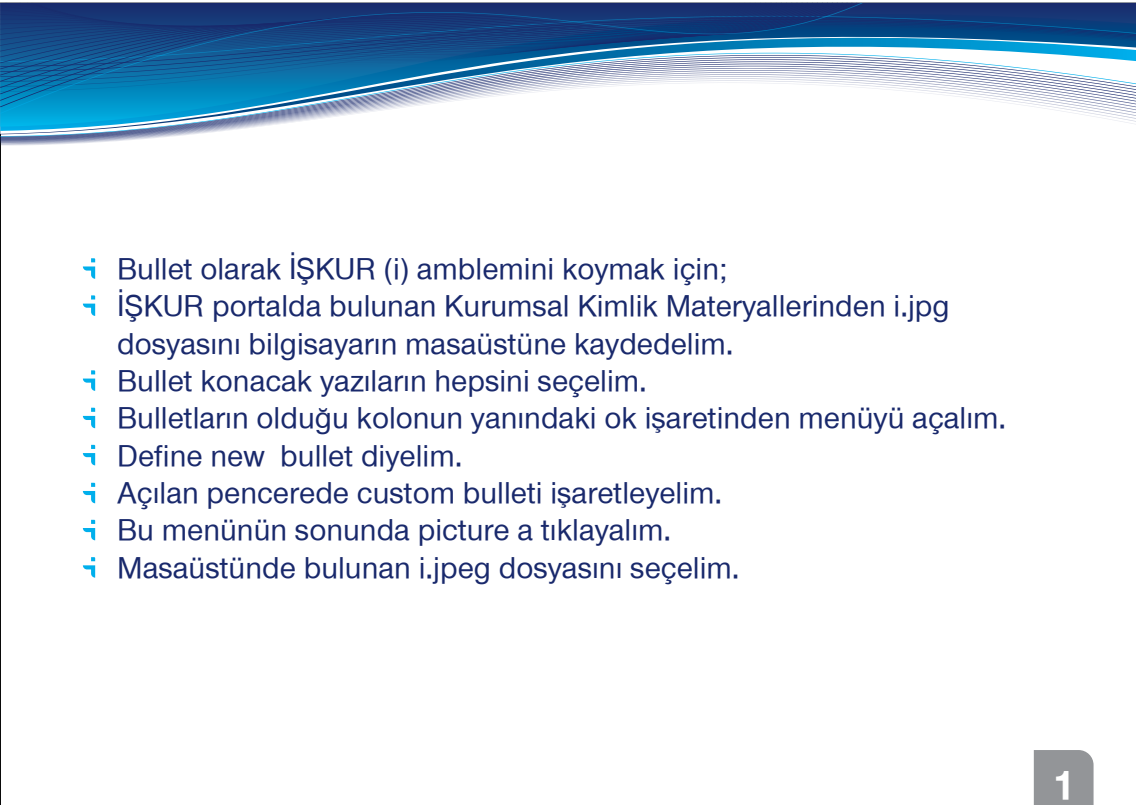 Bullet olarak İŞKUR (i) amblemini koymak için;
İŞKUR portalda bulunan Kurumsal Kimlik Materyallerinden i.jpg
dosyasını bilgisayarın masaüstüne kaydedelim.
Bullet konacak yazıların hepsini seçelim.
Bulletların olduğu kolonun yanındaki ok işaretinden menüyü açalım.
Define new  bullet diyelim.
Açılan pencerede custom bulleti işaretleyelim.
Bu menünün sonunda picture a tıklayalım.
Masaüstünde bulunan i.jpeg dosyasını seçelim.
1